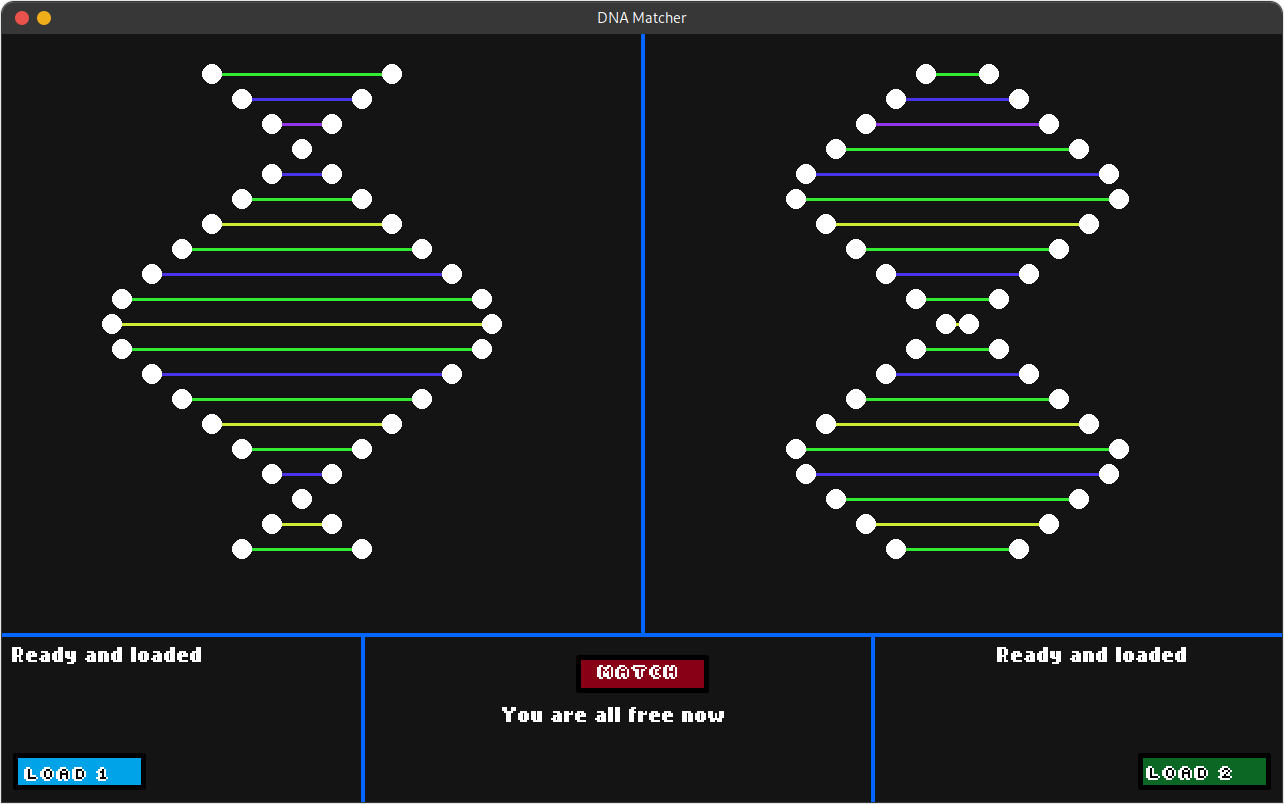 DNA Matcher
Ready and loaded
MATCH
Ready and loaded
You are all free now
LOAD 1
LOAD 2